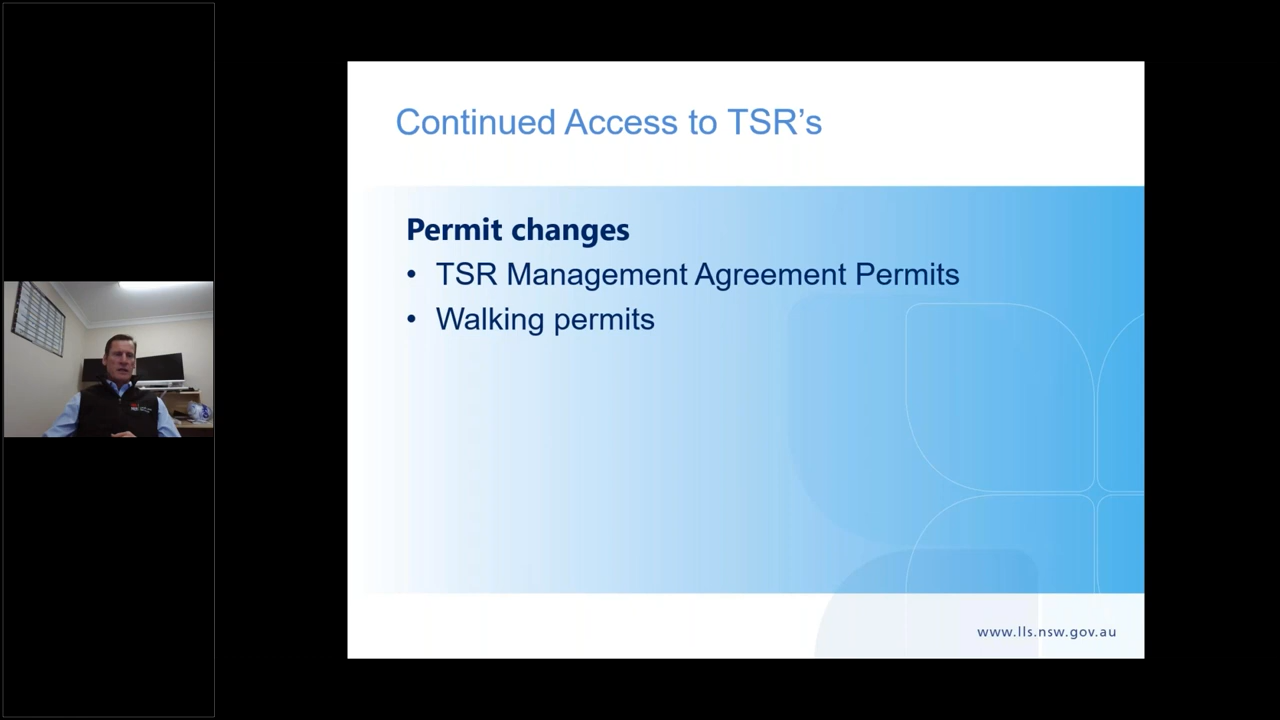 Continued Access to TSR’s
Permit changes
• TSR Management Agreement Permits
• Walking permits
www.lls.nsw.gov.au